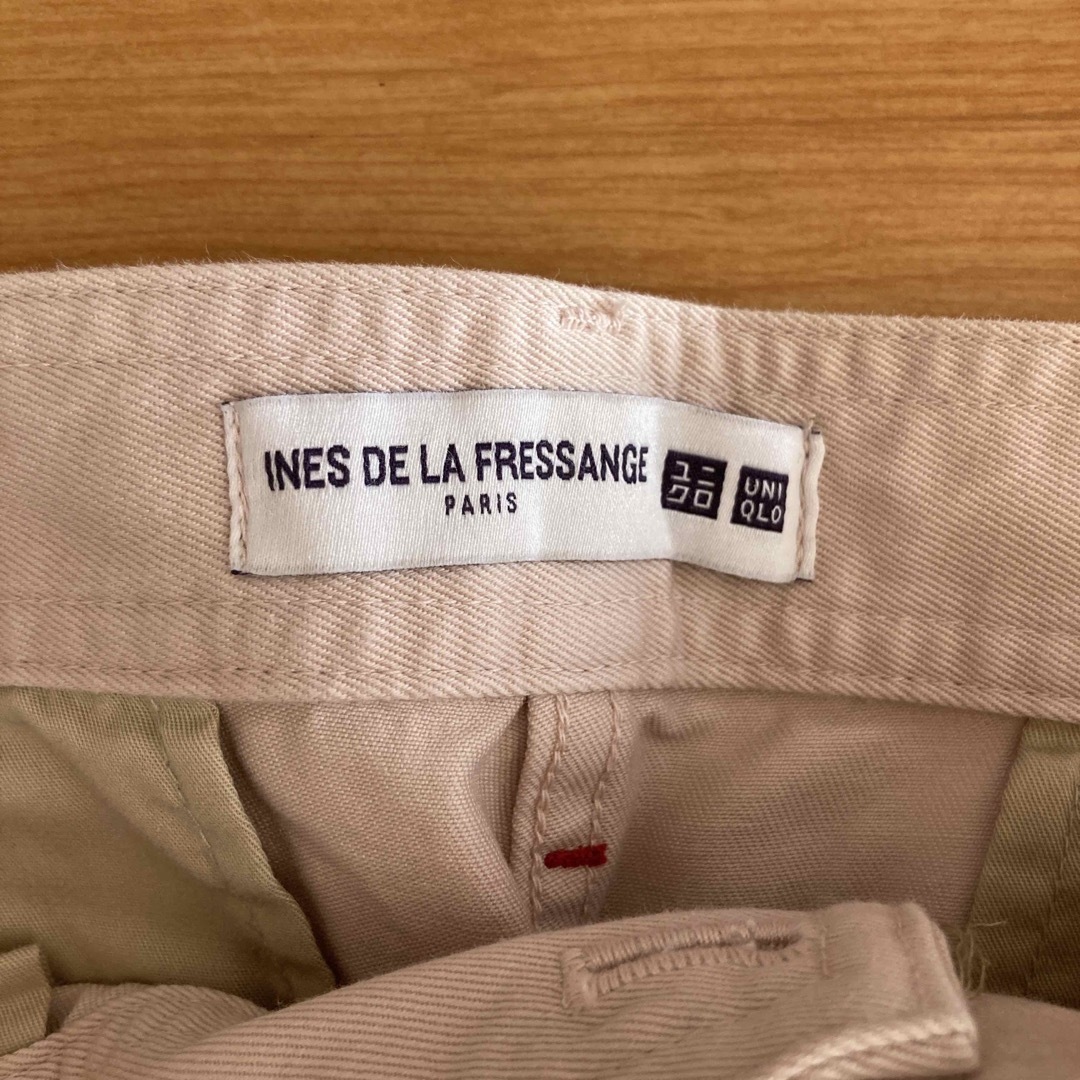 INES DE LA FRESSANGE
PARIS
ユニ
クロ
UNI
QLO